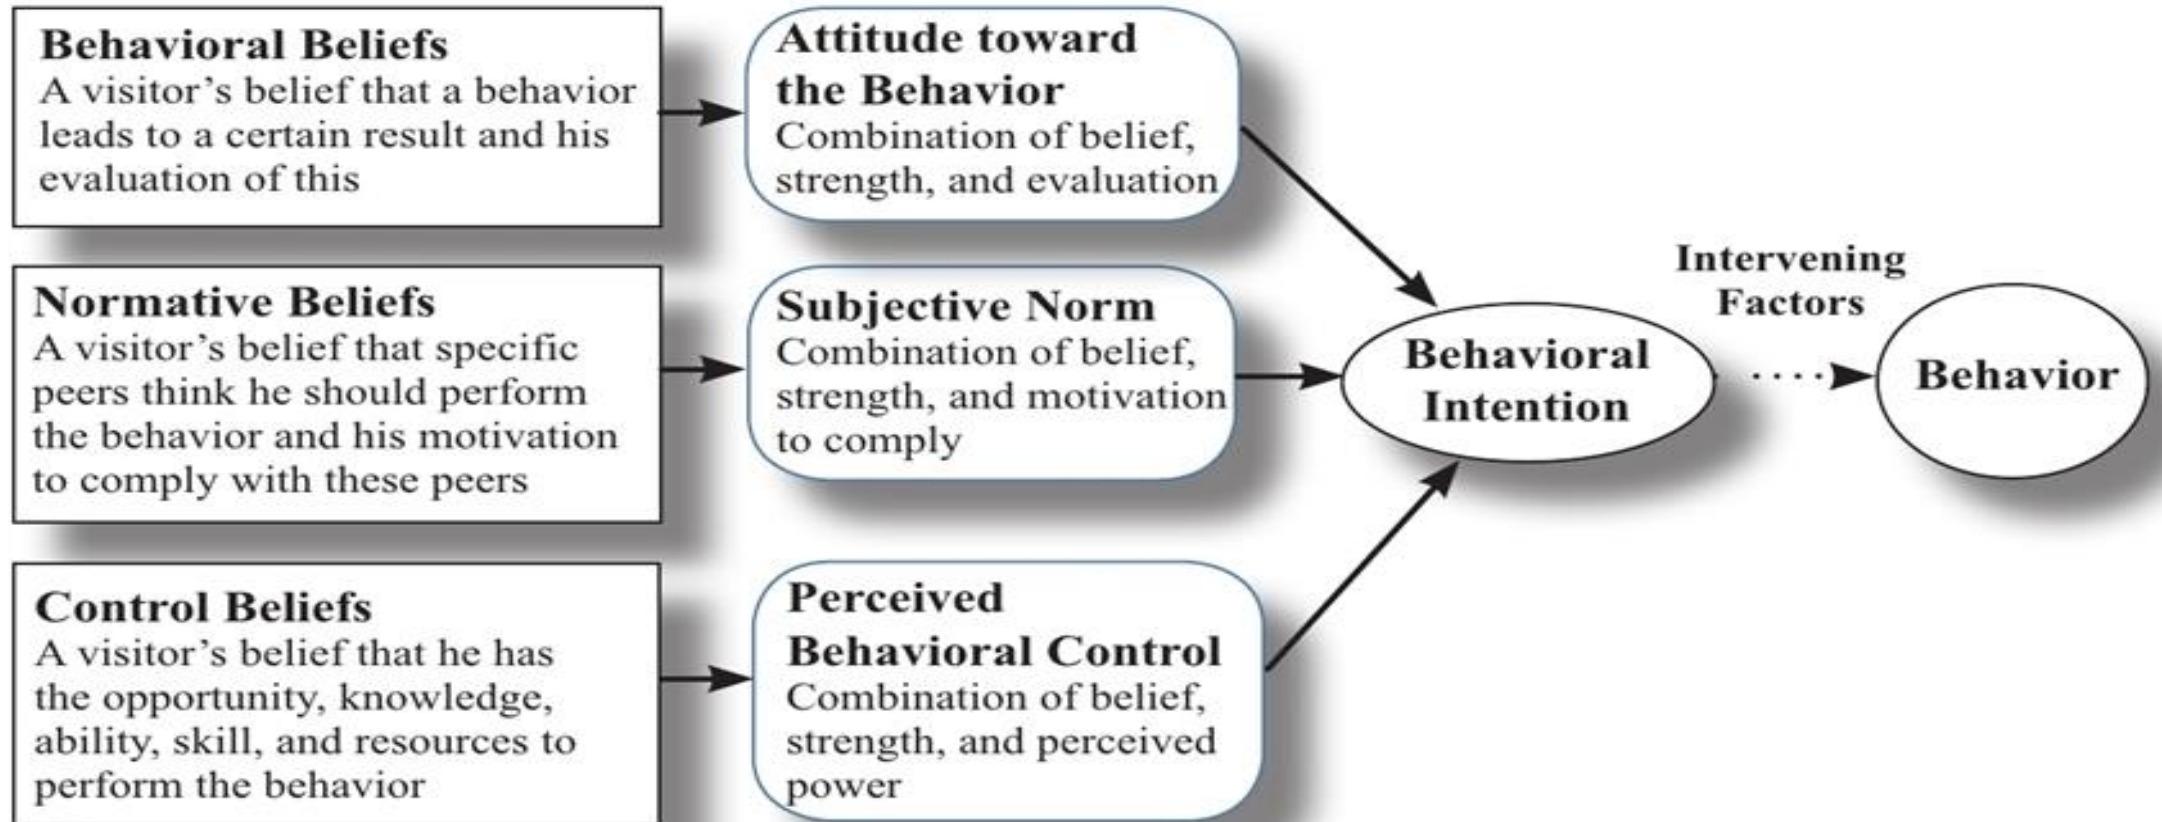 Behavioral Beliefs
A visitor’s belief that a behavior
leads to a certain result and his
evaluation of this
Attitude toward
the Behavior
Combination of belief,
strength, and evaluation
Normative Beliefs
A visitor’s belief that specific
peers think he should perform
the behavior and his motivation
to comply with these peers
Subjective Norm
Combination of belief,
strength, and motivation
to comply
Control Beliefs
A visitor’s belief that he has
the opportunity, knowledge,
ability, skill, and resources to
perform the behavior
Perceived
Behavioral Control
Combination of belief,
strength, and perceived
power
Behavioral
Intention
Intervening
Factors
Behavior